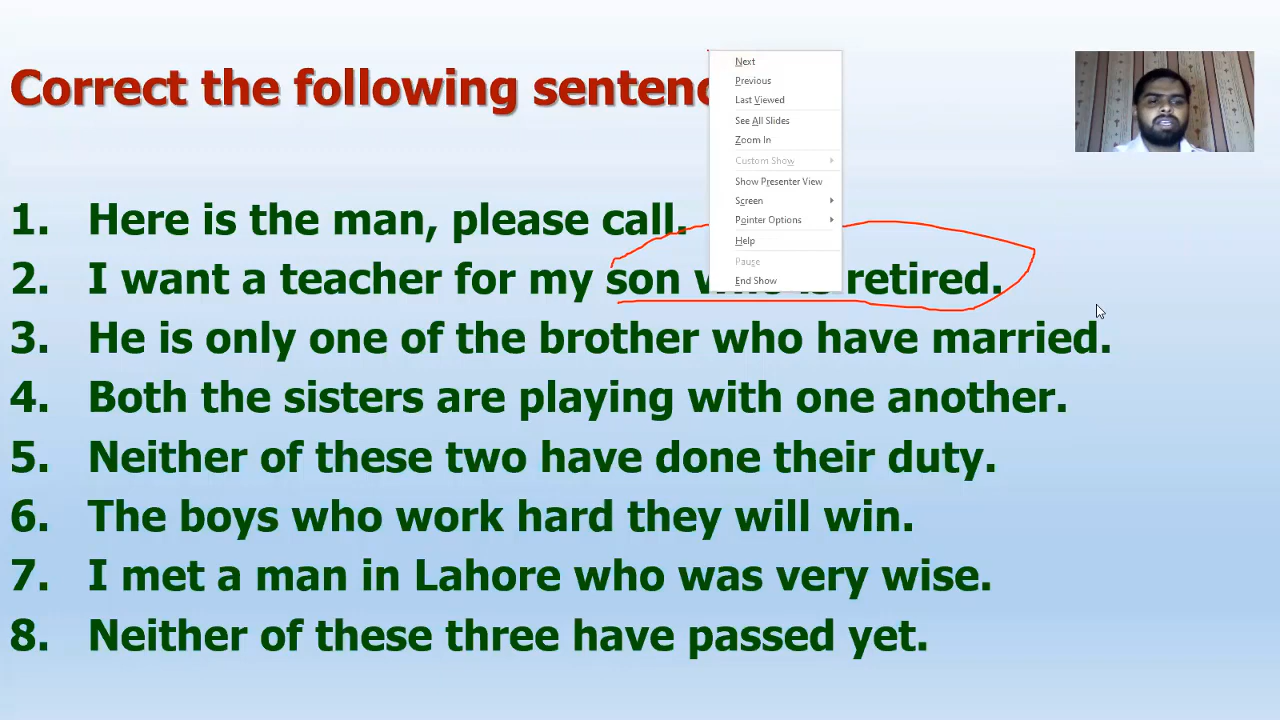 Correct the following sentenc
Next
Previous
Last Viewed
See All Slides
Zoom In
Custom Show
Show Presenter View
Screen
Pointer Options
Help
Pause
End Show
1. Here is the man, please call.
2. I want a teacher for my son who is retired.
3. He is only one of the brother who have married.
4. Both the sisters are playing with one another.
5. Neither of these two have done their duty.
6. The boys who work hard they will win.
7. I met a man in Lahore who was very wise.
8. Neither of these three have passed yet.